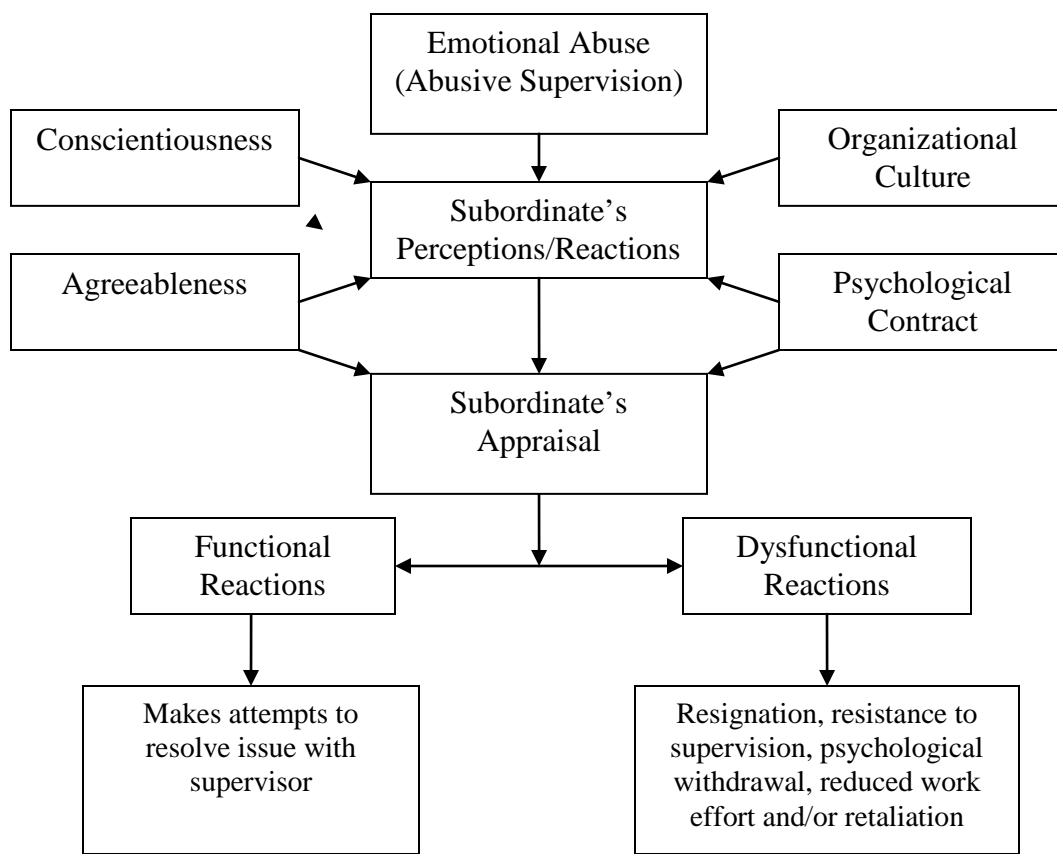 Emotional Abuse
(Abusive Supervision)
Conscientiousness
Organizational
Culture
Subordinate’s
Perceptions/Reactions
Agreeableness
Psychological
Contract
Subordinate’s
Appraisal
Functional
Reactions
Dysfunctional
Reactions
Makes attempts to
resolve issue with
supervisor
Resignation, resistance to
supervision, psychological
withdrawal, reduced work
effort and/or retaliation